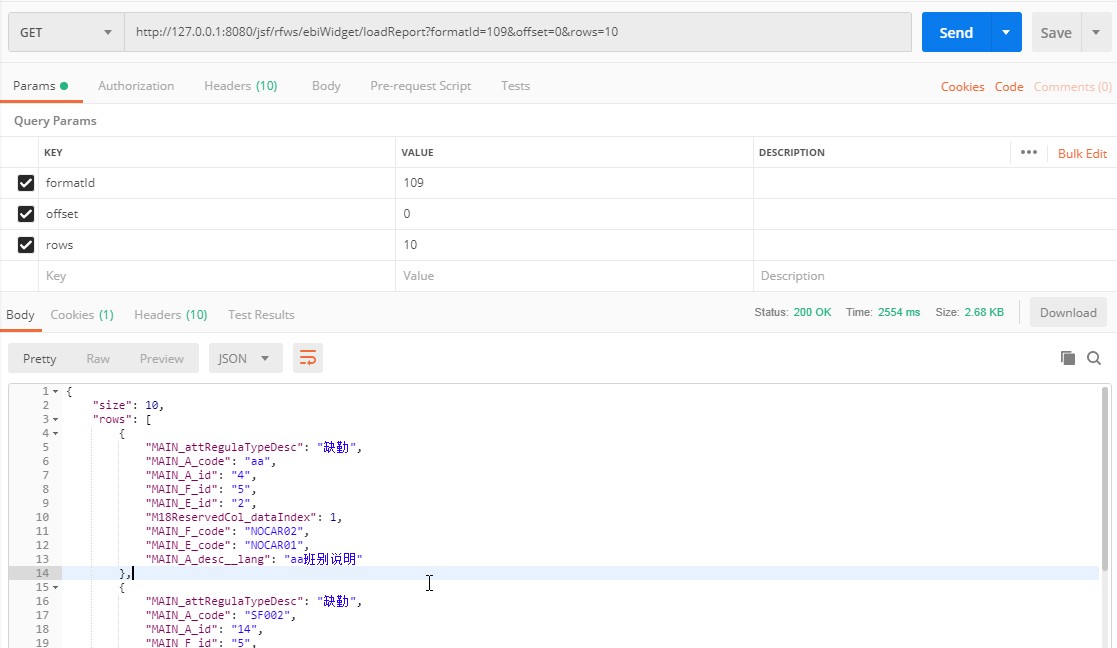 GET http://127.0.0.1:8080/jsf/rfws/ebiWidget/loadReport?formatId=109&offset=0&rows=10 Send Save
Params Authorization Headers (10) Body Pre-request Script Tests Cookies Code Comments (0)
Query Params
KEY VALUE DESCRIPTION ••• Bulk Edit
formatId 109
offset 0
rows 10
Key Value Description
Body Cookies (1) Headers (10) Test Results Status: 200 OK Time: 2554 ms Size: 2.68 KB Download
Pretty Raw Preview JSON
1 {
2 "size": 10,
3 "rows": [
4 {
5 "MAIN_attRegulaTypeDesc": "缺勤",
6 "MAIN_A_code": "aa",
7 "MAIN_A_id": "4",
8 "MAIN_F_id": "5",
9 "MAIN_E_id": "2",
10 "M18ReservedCol_dataIndex": 1,
11 "MAIN_F_code": "NOCAR02",
12 "MAIN_E_code": "NOCAR01",
13 "MAIN_A_desc__lang": "aa班别说明"
14 },
15 {
16 "MAIN_attRegulaTypeDesc": "缺勤",
17 "MAIN_A_code": "SF002",
18 "MAIN_A_id": "14",
19 "MAIN_F_id": "5",